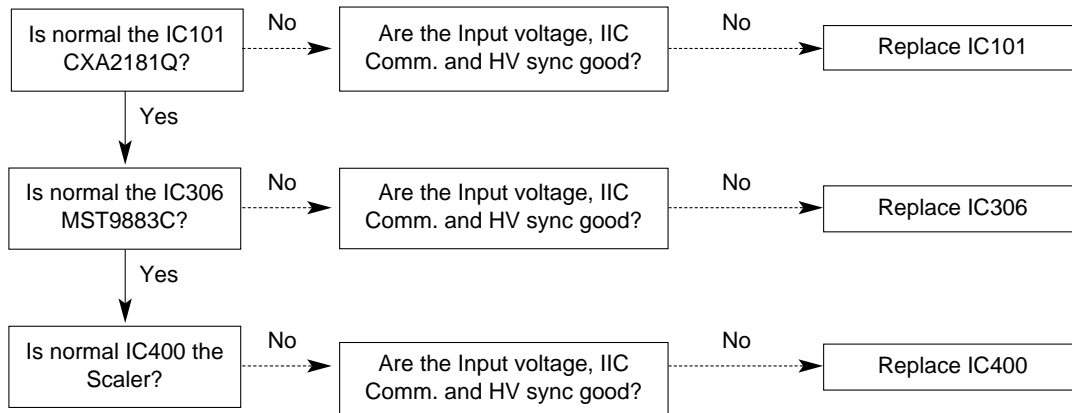 Is normal the IC101
CXA2181Q?
No
Are the Input voltage, IIC
Comm. and HV sync good?
No
Replace IC101
Yes
Is normal the IC306
MST9883C?
No
Are the Input voltage, IIC
Comm. and HV sync good?
No
Replace IC306
Yes
Is normal IC400 the
Scaler?
No
Are the Input voltage, IIC
Comm. and HV sync good?
No
Replace IC400